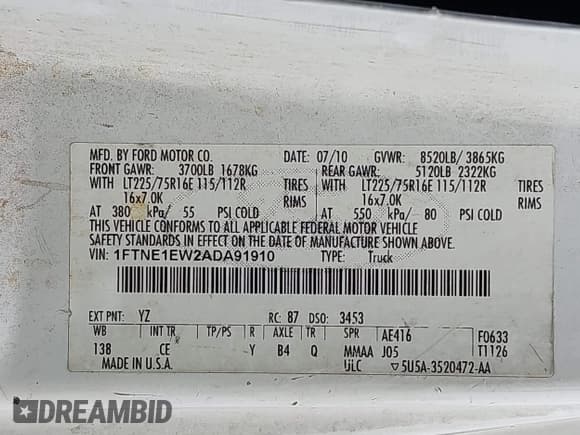 MFD. BY FORD MOTOR CO. DATE: 07/10 GVWR: 8520LB/ 3865KG
FRONT GAWR: 3700LB 1678KG REAR GAWR: 5120LB 2322KG
WITH LT225/75R16E 115/112R TIRES WITH LT225/75R16E 115/112R TIRES
16x7.0K RIMS 16x7.0K RIMS
AT 380 kPa/ 55 PSI COLD AT 550 kPa/ 80 PSI COLD
THIS VEHICLE CONFORMS TO ALL APPLICABLE FEDERAL MOTOR VEHICLE
SAFETY STANDARDS IN EFFECT ON THE DATE OF MANUFACTURE SHOWN ABOVE.
VIN: 1FTNE1EW2ADA91910 TYPE: Truck
EXT PNT: YZ RC: 87 DSO: 3453
WB INT TR TP/PS R AXLE TR SPR AE416 F0633
138 CE Y B4 Q MMAA J05 T1126
MADE IN U.S.A. ULC ▽5U5A-3520472-AA
DREAMBID